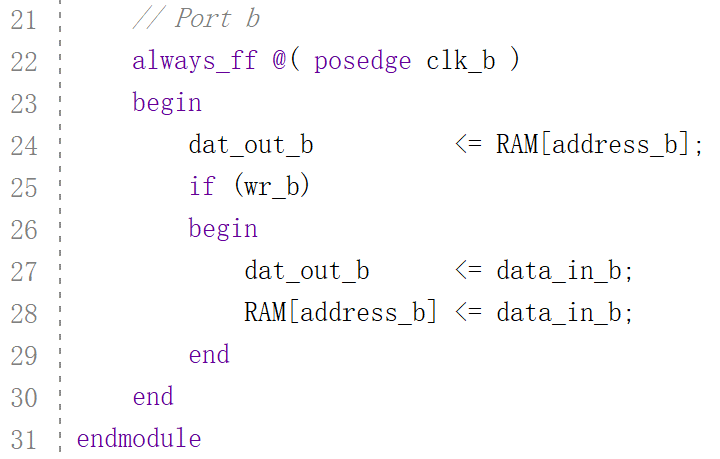 21 // Port b
22 always_ff @( posedge clk_b )
23 begin
24 dat_out_b <= RAM[address_b];
25 if (wr_b)
26 begin
27 dat_out_b <= data_in_b;
28 RAM[address_b] <= data_in_b;
29 end
30 end
31 endmodule